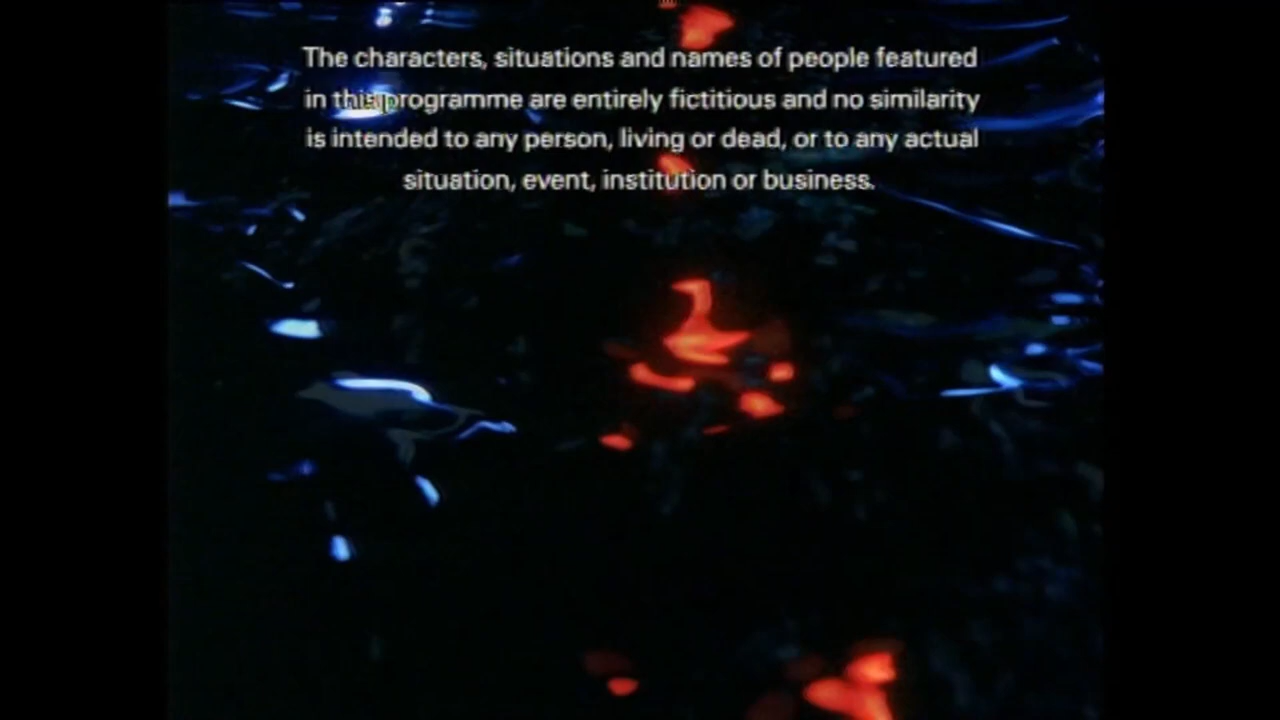 The characters, situations and names of people featured
in this programme are entirely fictitious and no similarity
is intended to any person, living or dead, or to any actual
situation, event, institution or business.